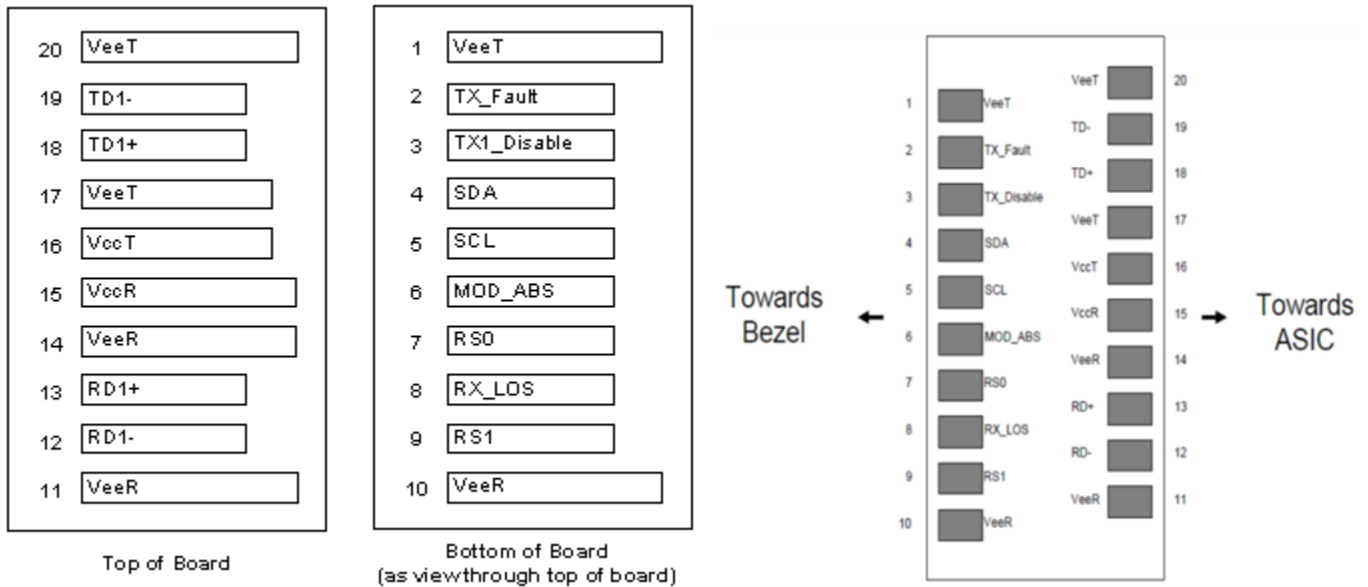 20 VeeT
19 TD1-
18 TD1+
17 VeeT
16 VccT
15 VccR
14 VeeR
13 RD1+
12 RD1-
11 VeeR
Top of Board
1 VeeT
2 TX_Fault
3 TX1_Disable
4 SDA
5 SCL
6 MOD_ABS
7 RS0
8 RX_LOS
9 RS1
10 VeeR
Bottom of Board
(as viewthrough top of board)
Towards
Bezel
1 VeeT
2 TX_Fault
3 TX_Disable
4 SDA
5 SCL
6 MOD_ABS
7 RS0
8 RX_LOS
9 RS1
10 VeeR
VeeT 20
TD- 19
TD+ 18
VeeT 17
VccT 16
VccR 15
VeeR 14
RD+ 13
RD- 12
VeeR 11
Towards
ASIC